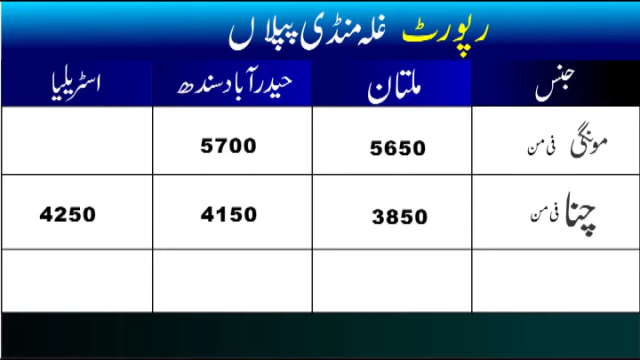 رپورٹ غلہ منڈی پپلاں
جنس ملتان حیدرآباد سندھ اسٹریلیا
مونگی فی من 5650 5700
چنا فی من 3850 4150 4250